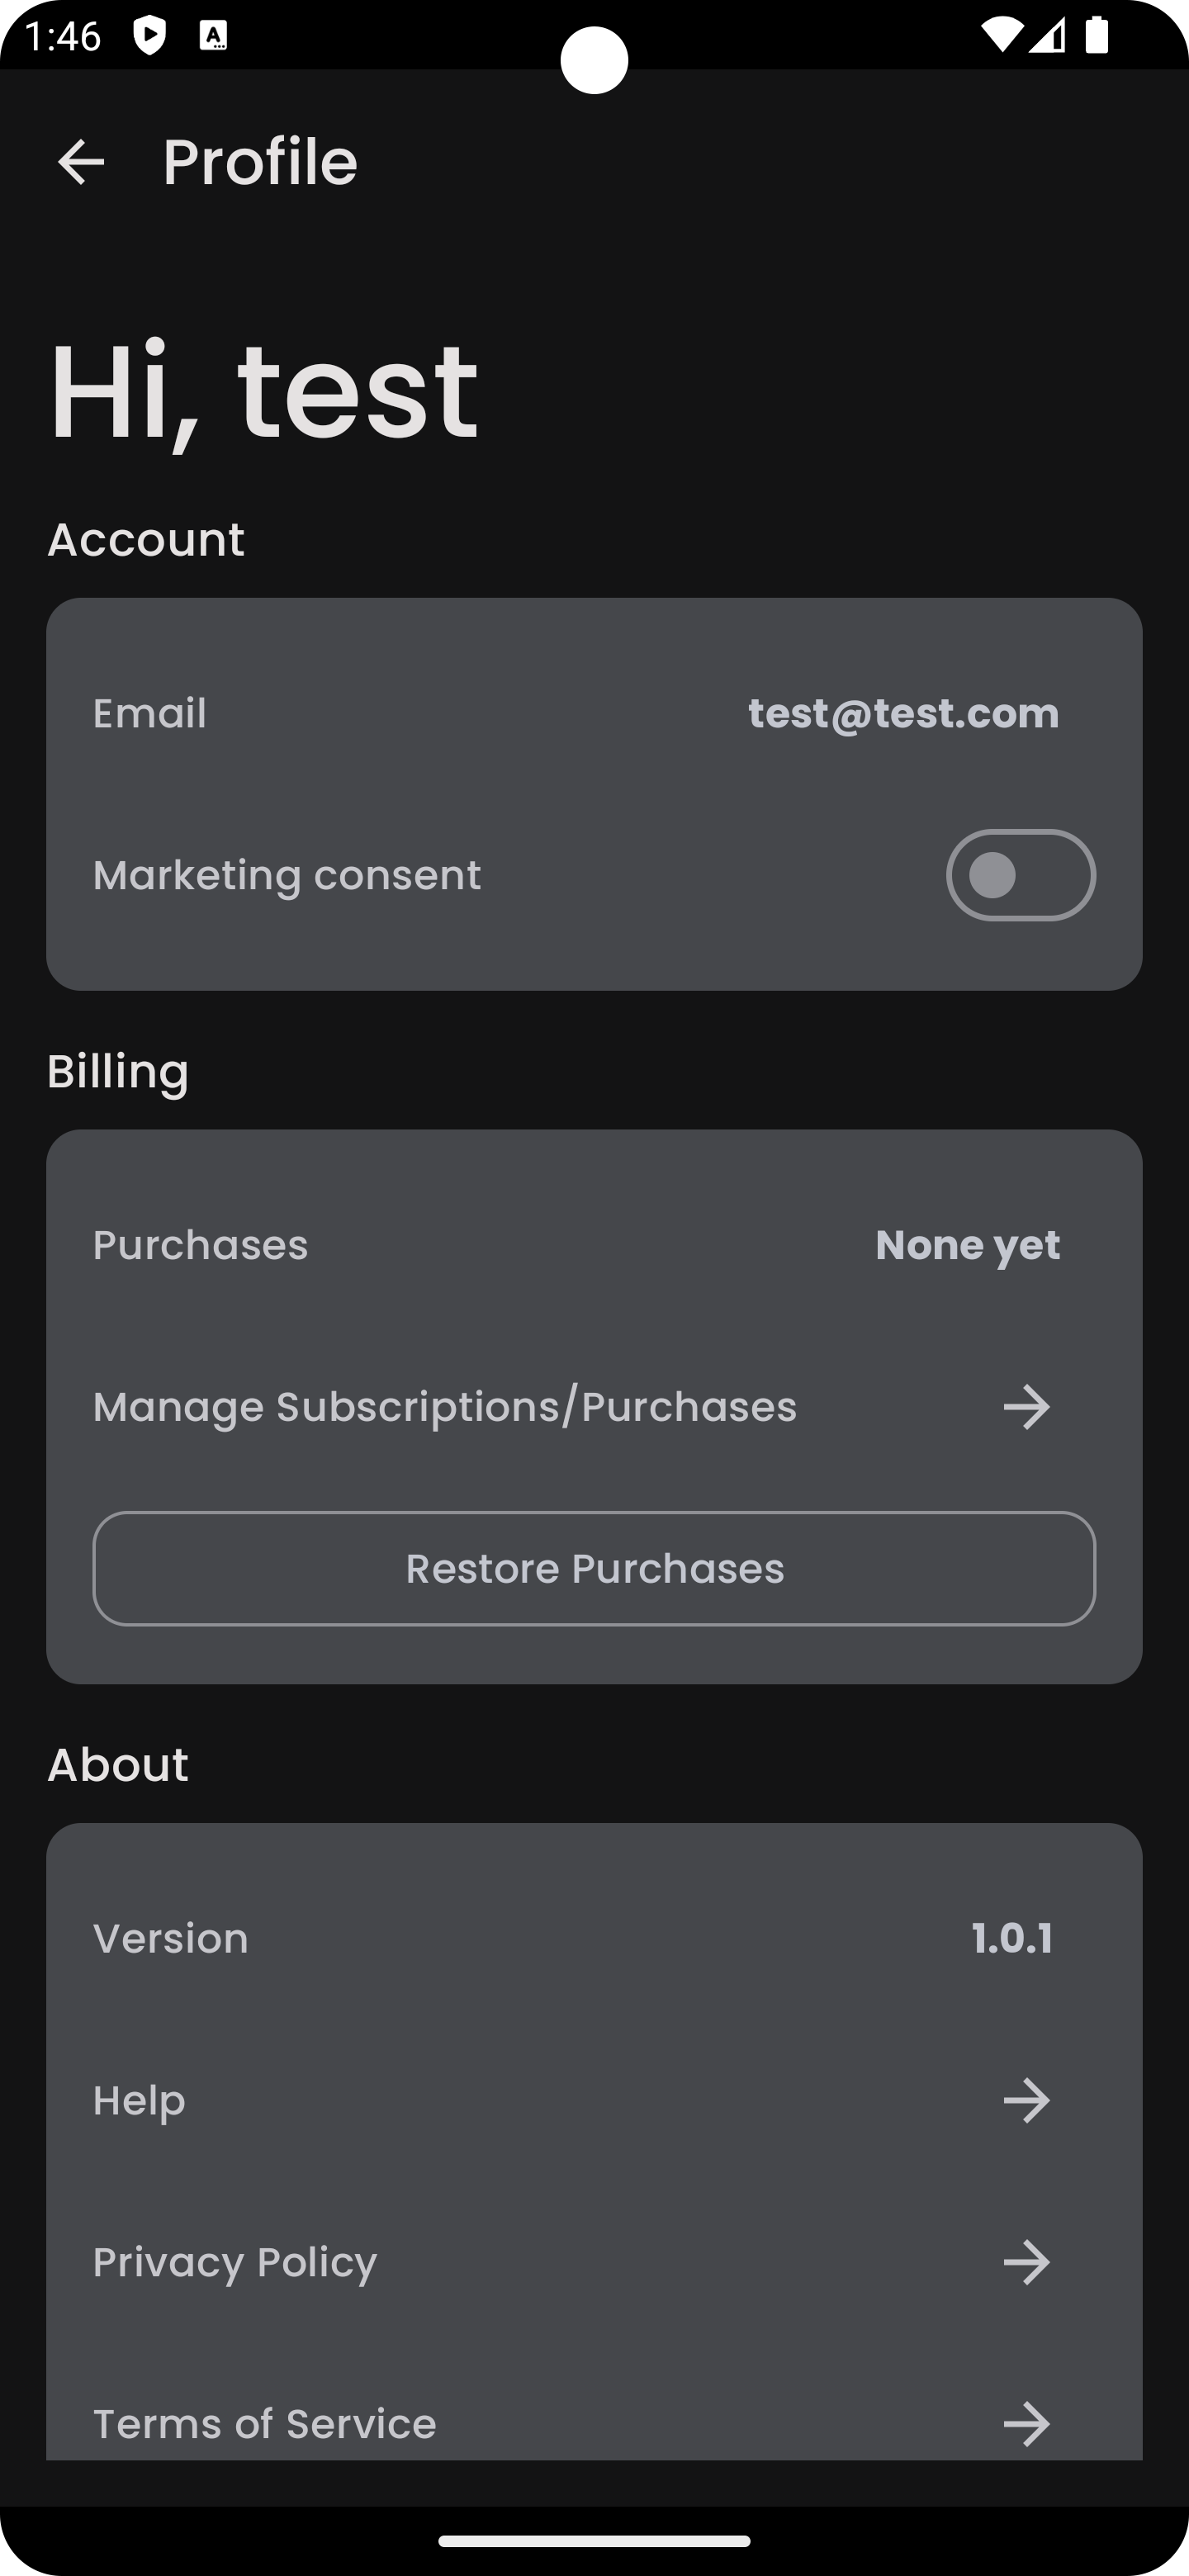 1:46
Profile
Hi, test
Account
Email test@test.com
Marketing consent
Billing
Purchases None yet
Manage Subscriptions/Purchases
Restore Purchases
About
Version 1.0.1
Help
Privacy Policy
Terms of Service